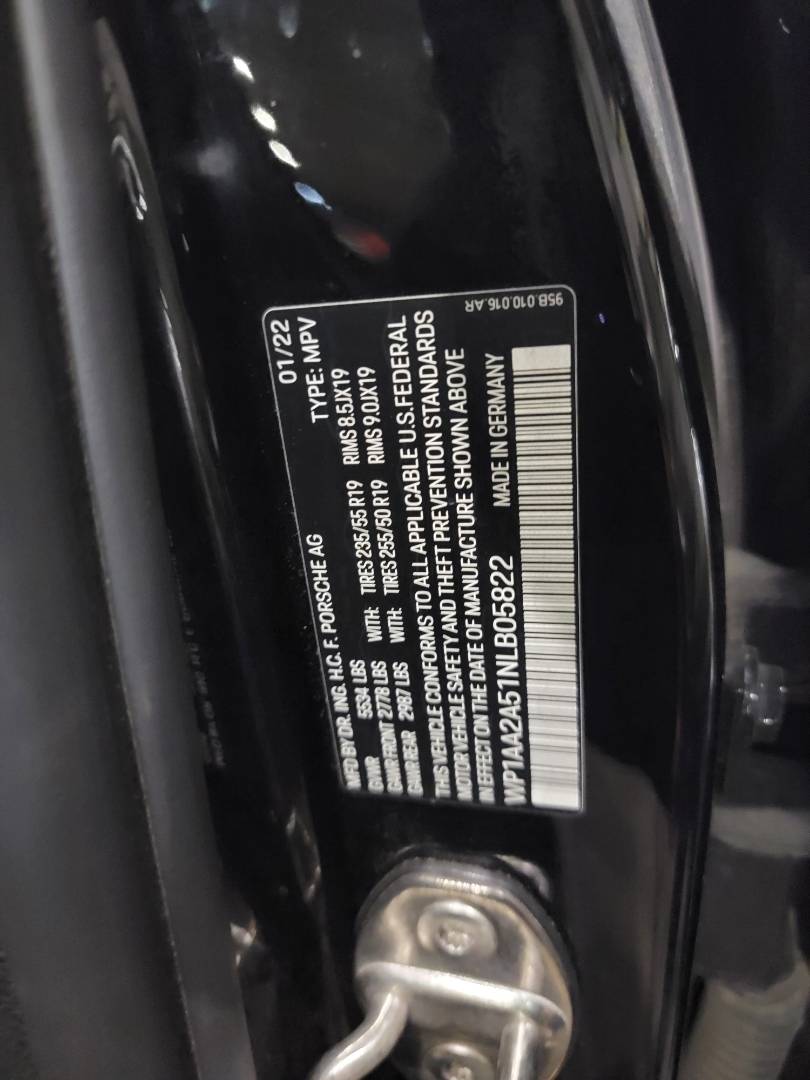 01/22
MFD BY DR. ING. H.C. F. PORSCHE AG TYPE: MPV
GVWR 5534 LBS
GAWR FRONT 2778 LBS WITH: TIRES 235/55 R19 RIMS 8.5JX19
GAWR REAR 2987 LBS WITH: TIRES 255/50 R19 RIMS 9.0JX19
THIS VEHICLE CONFORMS TO ALL APPLICABLE U.S. FEDERAL
MOTOR VEHICLE SAFETY AND THEFT PREVENTION STANDARDS
IN EFFECT ON THE DATE OF MANUFACTURE SHOWN ABOVE
WP1AA2A51NLB05822 MADE IN GERMANY
95B.010.016.AR